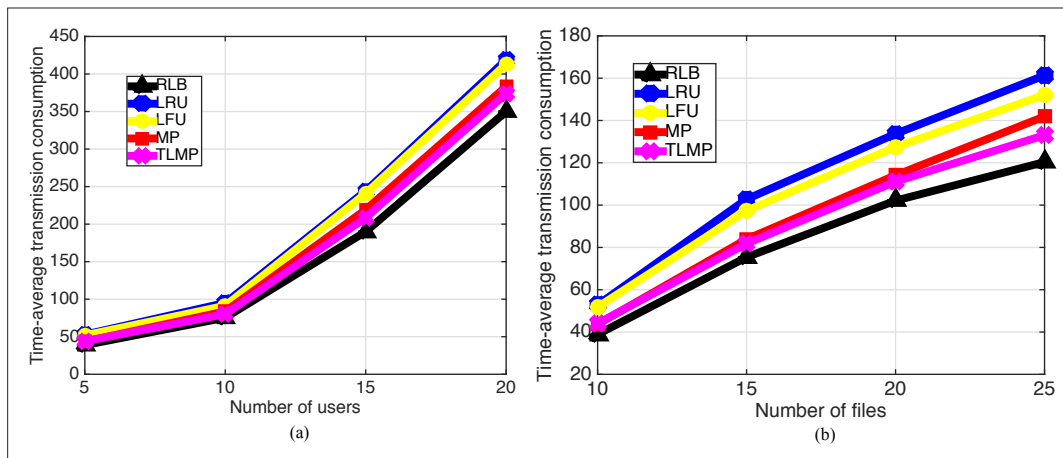 450
400
350
300
250
200
150
100
50
0
Time-average transmission consumption
RLB
LRU
LFU
MP
TLMP
5
10
15
20
Number of users
(a)
180
160
140
120
100
80
60
40
20
Time-average transmission consumption
RLB
LRU
LFU
MP
TLMP
10
15
20
25
Number of files
(b)